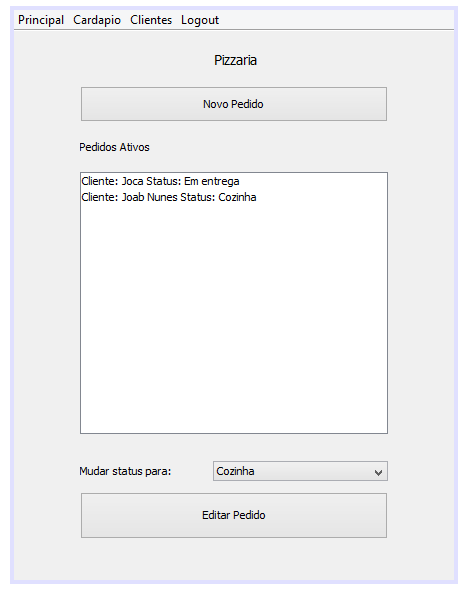 Principal Cardapio Clientes Logout
Pizzaria
Novo Pedido
Pedidos Ativos
Cliente: Joca Status: Em entrega
Cliente: Joab Nunes Status: Cozinha
Mudar status para: Cozinha
Editar Pedido